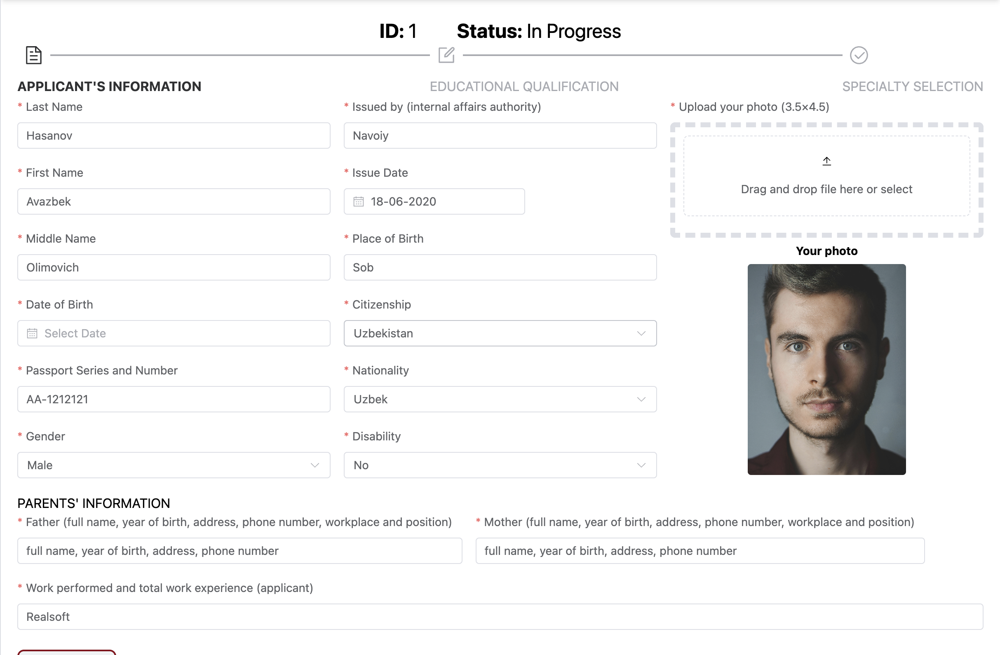 ID: 1 Status: In Progress
APPLICANT'S INFORMATION
EDUCATIONAL QUALIFICATION
SPECIALTY SELECTION
* Last Name
Hasanov
* First Name
Avazbek
* Middle Name
Olimovich
* Date of Birth
Select Date
* Passport Series and Number
AA-1212121
* Gender
Male
* Issued by (internal affairs authority)
Navoiy
* Issue Date
18-06-2020
* Place of Birth
Sob
* Citizenship
Uzbekistan
* Nationality
Uzbek
* Disability
No
* Upload your photo (3.5×4.5)
Drag and drop file here or select
Your photo
PARENTS' INFORMATION
* Father (full name, year of birth, address, phone number, workplace and position)
full name, year of birth, address, phone number
* Mother (full name, year of birth, address, phone number, workplace and position)
full name, year of birth, address, phone number
* Work performed and total work experience (applicant)
Realsoft